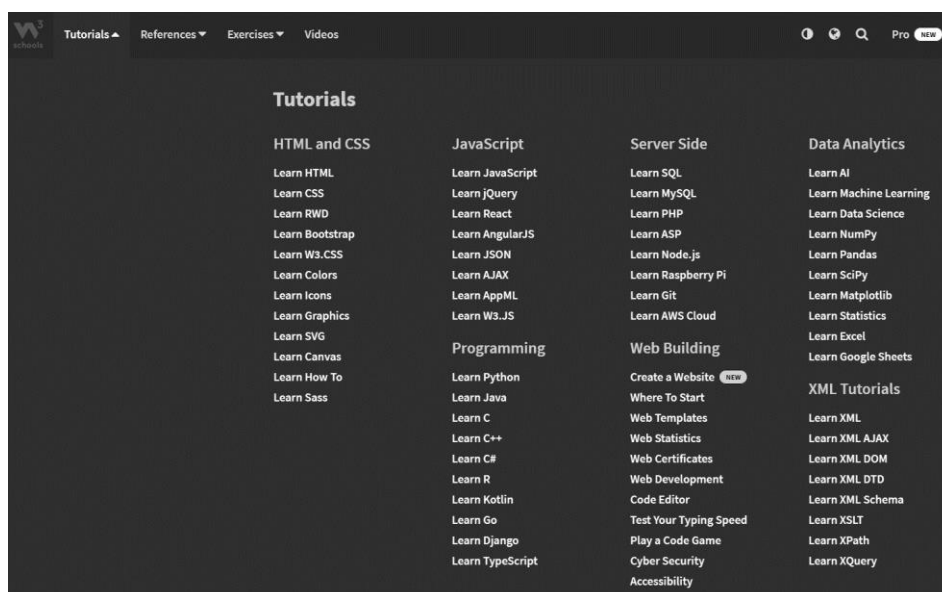 W3
schools
Tutorials
References
Exercises
Videos
Pro NEW
Tutorials
HTML and CSS
Learn HTML
Learn CSS
Learn RWD
Learn Bootstrap
Learn W3.CSS
Learn Colors
Learn Icons
Learn Graphics
Learn SVG
Learn Canvas
Learn How To
Learn Sass
JavaScript
Learn JavaScript
Learn jQuery
Learn React
Learn AngularJS
Learn JSON
Learn AJAX
Learn AppML
Learn W3.JS
Programming
Learn Python
Learn Java
Learn C
Learn C++
Learn C#
Learn R
Learn Kotlin
Learn Go
Learn Django
Learn TypeScript
Server Side
Learn SQL
Learn MySQL
Learn PHP
Learn ASP
Learn Node.js
Learn Raspberry Pi
Learn Git
Learn AWS Cloud
Web Building
Create a Website NEW
Where To Start
Web Templates
Web Statistics
Web Certificates
Web Development
Code Editor
Test Your Typing Speed
Play a Code Game
Cyber Security
Accessibility
Data Analytics
Learn AI
Learn Machine Learning
Learn Data Science
Learn NumPy
Learn Pandas
Learn SciPy
Learn Matplotlib
Learn Statistics
Learn Excel
Learn Google Sheets
XML Tutorials
Learn XML
Learn XML AJAX
Learn XML DOM
Learn XML DTD
Learn XML Schema
Learn XSLT
Learn XPath
Learn XQuery